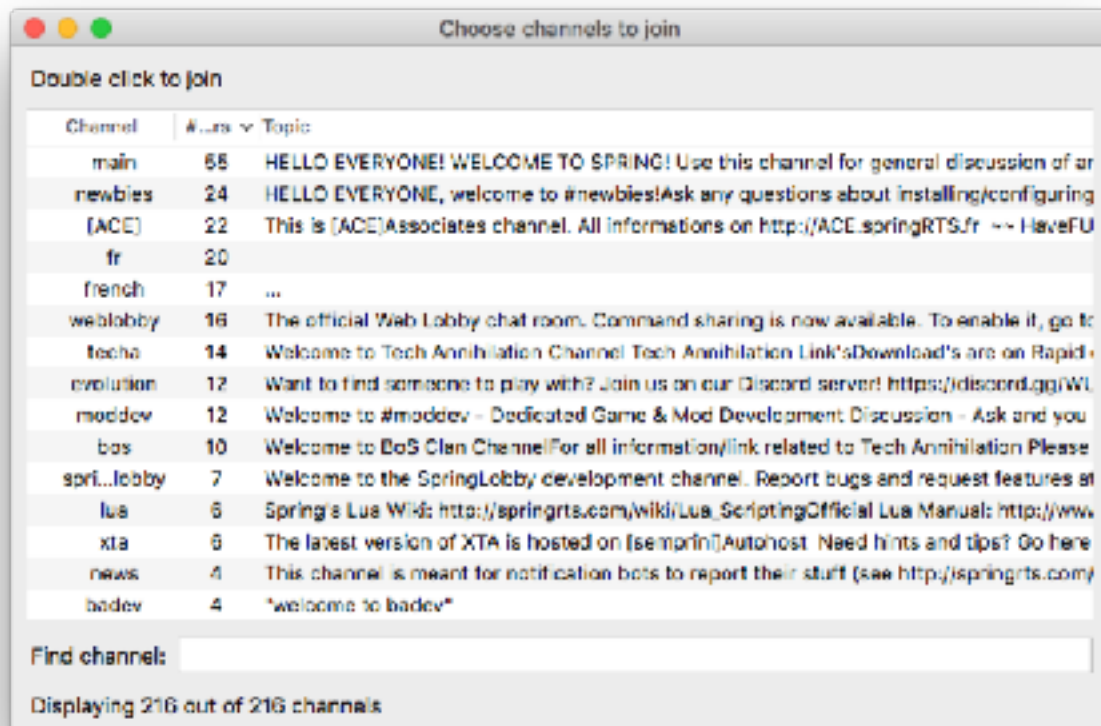 Choose channels to join
Double click to join
Channel #...rs Topic
main HELLO EVERYONE! WELCOME TO SPRING! Use this channel for general discussion of
newbies 24 HELLO EVERYONE, welcome to #newbies!Ask any questions about installing/configuring
[ACE] 22 This is [ACE]Associates channel. All informations on http://ACE.springRTS.fr ~~ HaveFU
fr 20
french 17 ...
weblobby 16 The official Web Lobby chat room. Command sharing is now available. To enable it, go to
techa 14 Welcome to Tech Annihilation Channel Tech Annihilation Link'sDownload's are on Rapid
evolution 12 Want to find someone to play with? Join us on our Discord server! https://discord.gg/WL
moddev 12 Welcome to #moddev - Dedicated Game & Mod Development Discussion - Ask and you
bos 10 Welcome to BoS Clan ChannelFor all information/link related to Tech Annihilation Please
spri...lobby 7 Welcome to the SpringLobby development channel. Report bugs and request features at
lua 6 Spring's Lua Wiki: http://springrts.com/wiki/Lua_ScriptingOfficial Lua Manual: http://www
xta 6 The latest version of XTA is hosted on [semprini]Autohost Need hints and tips? Go here
news 4 This channel is meant for notification bots to report their stuff (see http://springrts.com/
badev 4 "welcome to badev"
Find channel:
Displaying 216 out of 216 channels